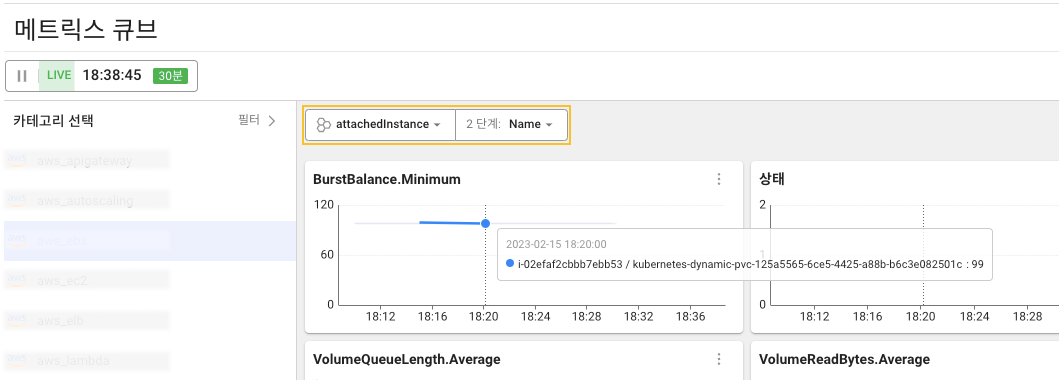 메트릭스 큐브
LIVE 18:38:45 30분
카테고리 선택 필터
attachedInstance 2 단계: Name
aws_apigateway
aws_autoscaling
aws_ec2
aws_elb
aws_lambda
BurstBalance.Minimum
120
60
0
18:12 18:16 18:20 18:24 18:28 18:32 18:36
2023-02-15 18:20:00
i-02efaf2cbbb7ebb53 / kubernetes-dynamic-pvc-125a5565-6ce5-4425-a88b-b6c3e082501c : 99
상태
2
1
0
18:12 18:16 18:20 18:24 18:28
VolumeQueueLength.Average
VolumeReadBytes.Average